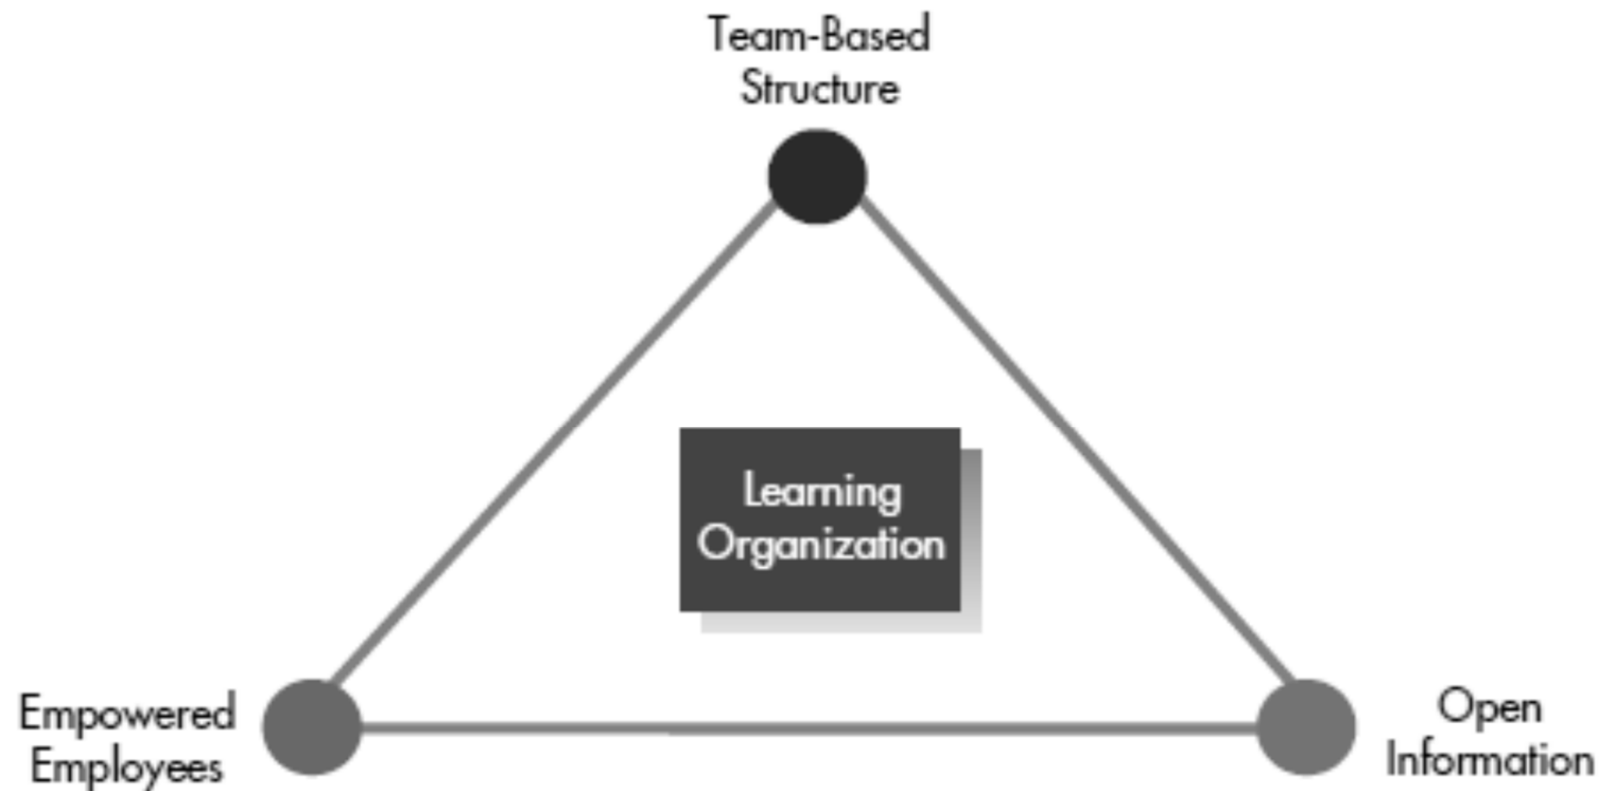 Team-Based
Structure
Learning
Organization
Empowered
Employees
Open
Information